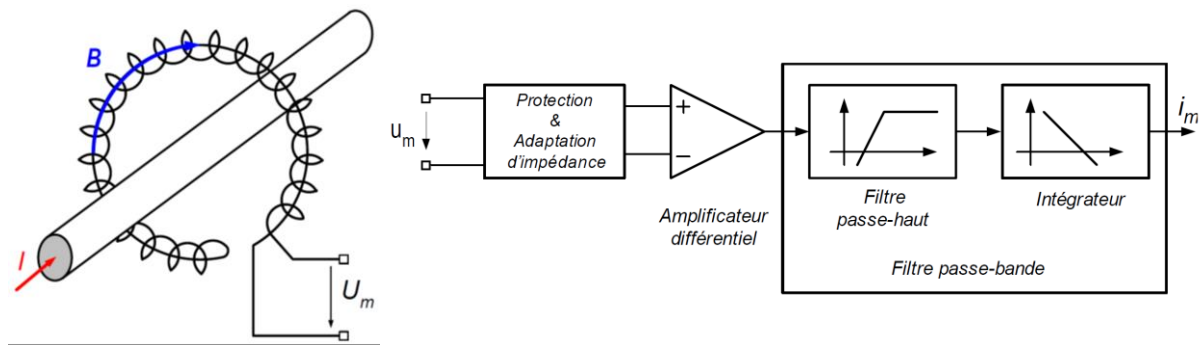 B
I
U_m
u_m
Protection
&
Adaptation
d'impédance
+
−
Amplificateur
différentiel
Filtre
passe-haut
Intégrateur
i_m
Filtre passe-bande